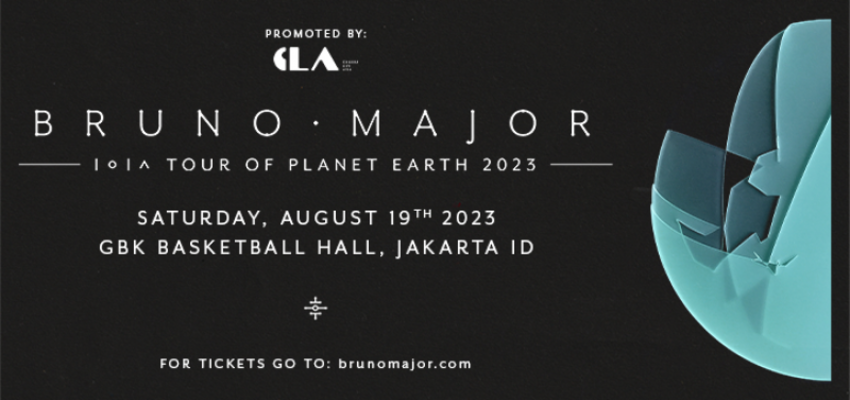 PROMOTED BY:
CLA
BRUNO · MAJOR
TOUR OF PLANET EARTH 2023
SATURDAY, AUGUST 19TH 2023
GBK BASKETBALL HALL, JAKARTA ID
FOR TICKETS GO TO: brunomajor.com